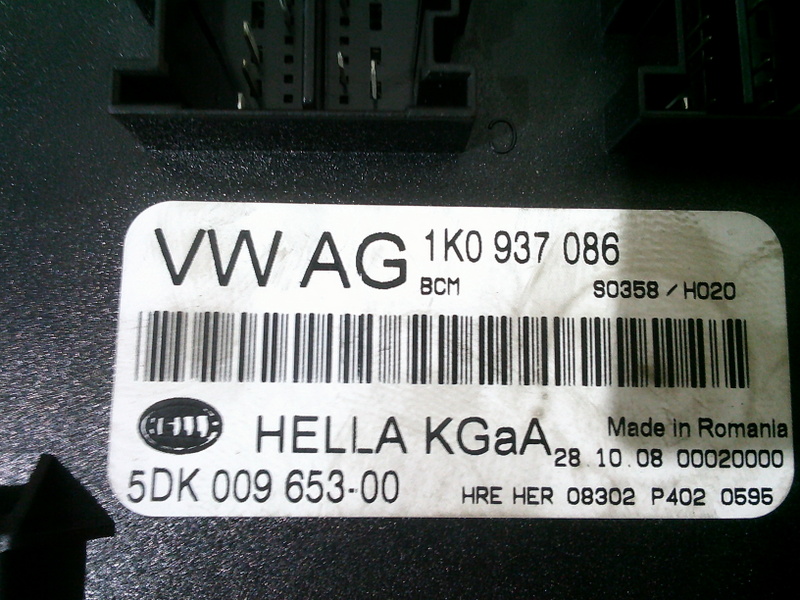 VW AG 1K0 937 086
BCM S0358 / H020
HELLA KGaA Made in Romania
28 10 08 00020000
5DK 009 653-00 HRE HER 08302 P402 0595